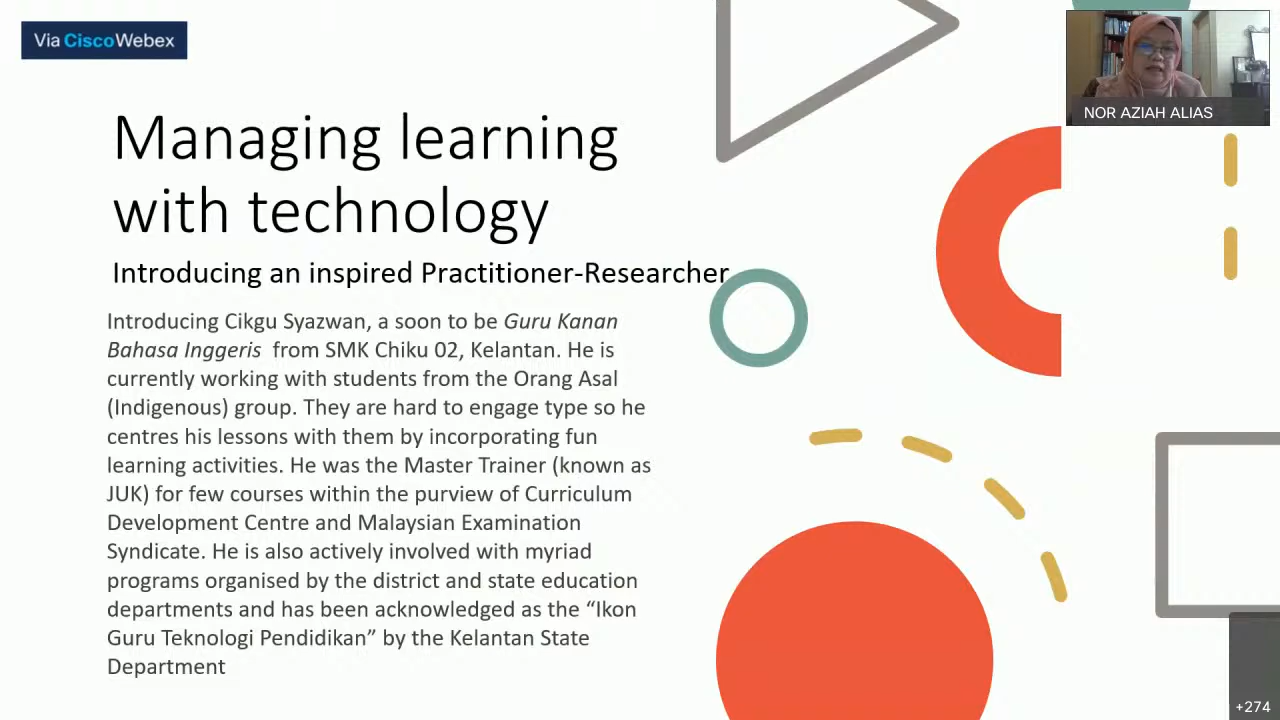 Via Cisco Webex
NOR AZIAH ALIAS
Managing learning
with technology
Introducing an inspired Practitioner-Researcher
Introducing Cikgu Syazwan, a soon to be Guru Kanan
Bahasa Inggeris from SMK Chiku 02, Kelantan. He is
currently working with students from the Orang Asal
(Indigenous) group. They are hard to engage type so he
centres his lessons with them by incorporating fun
learning activities. He was the Master Trainer (known as
JUK) for few courses within the purview of Curriculum
Development Centre and Malaysian Examination
Syndicate. He is also actively involved with myriad
programs organised by the district and state education
departments and has been acknowledged as the “Ikon
Guru Teknologi Pendidikan” by the Kelantan State
Department
+274